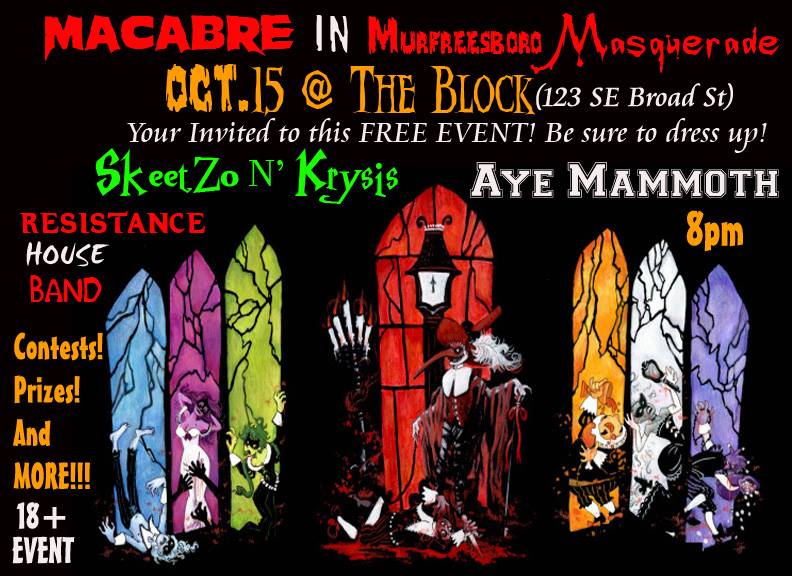 MACABRE IN MURFREESBORO Masquerade
OCT.15 @ THE BLOCK (123 SE Broad St)
Your Invited to this FREE EVENT! Be sure to dress up!
SkeetZo N' Krysis
AYE MAMMOTH
RESISTANCE
HOUSE
BAND
8pm
Contests!
Prizes!
And
MORE!!!
18+
EVENT